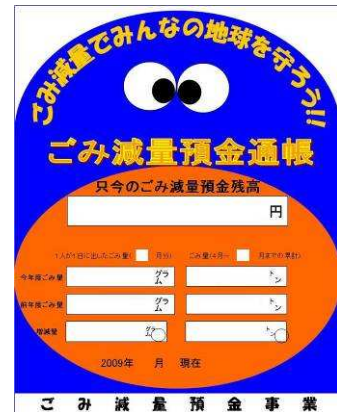 ごみ減量でみんなの地球を守ろう!!
ごみ減量預金通帳
只今のごみ減量預金残高
円
1人が1日に出したごみ量( 月分) ごみ量(4月～ 月までの累計)
今年度ごみ量 グラム トン
前年度ごみ量 グラム トン
増減量 グラム トン
2009年 月 現在
ごみ減量預金事業